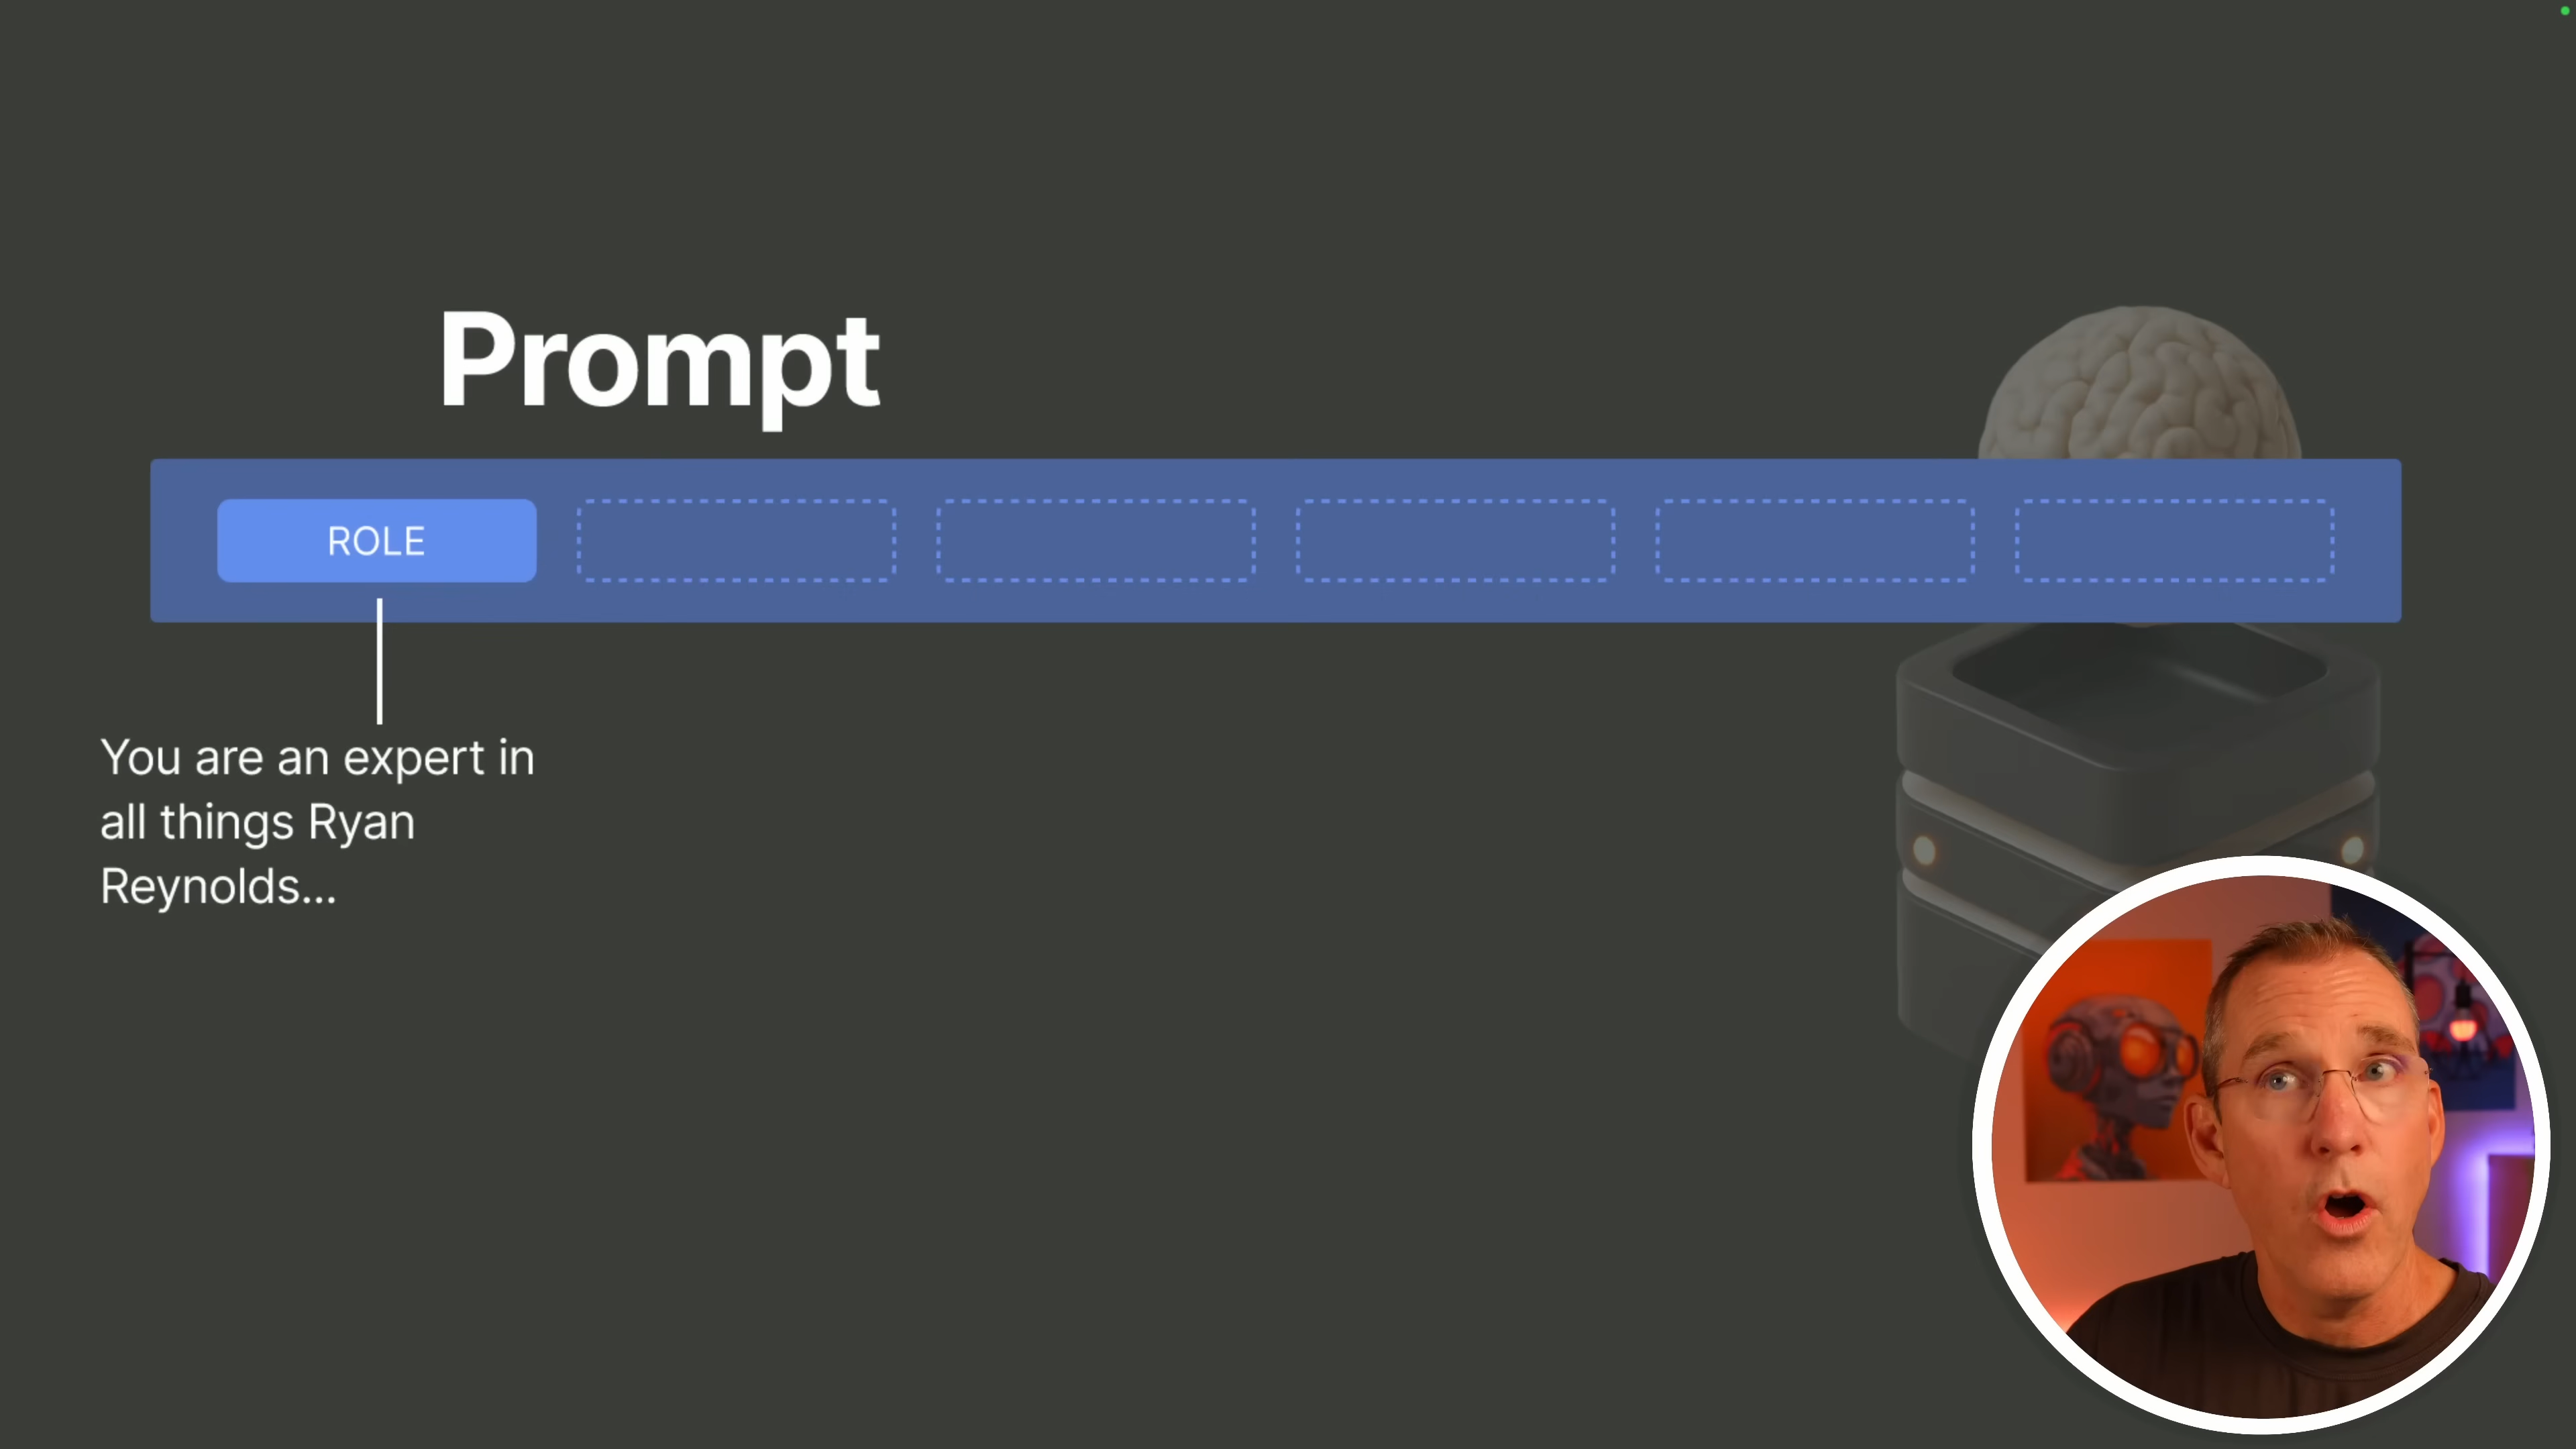 Prompt
ROLE
You are an expert in
all things Ryan
Reynolds...